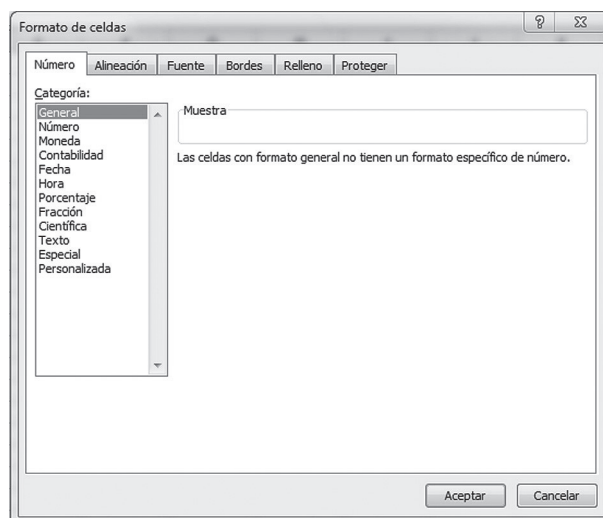 Formato de celdas
Número Alineación Fuente Bordes Relleno Proteger
Categoría:
General
Número
Moneda
Contabilidad
Fecha
Hora
Porcentaje
Fracción
Científica
Texto
Especial
Personalizada
Muestra
Las celdas con formato general no tienen un formato específico de número.
Aceptar Cancelar